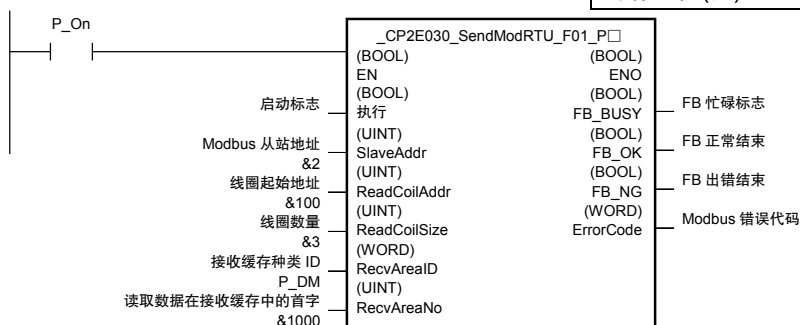 P_On
_CP2E030_SendModRTU_F01_P□
(BOOL) (BOOL)
EN ENO
(BOOL) (BOOL)
启动标志 执行 FB_BUSY FB 忙碌标志
(UINT) (BOOL)
Modbus 从站地址 SlaveAddr FB_OK FB 正常结束
&2
(UINT) (BOOL)
线圈起始地址 ReadCoilAddr FB_NG FB 出错结束
&100
(UINT) (WORD)
线圈数量 ReadCoilSize ErrorCode Modbus 错误代码
&3
(WORD)
接收缓存种类 ID RecvAreaID
P_DM
(UINT)
读取数据在接收缓存中的首字 RecvAreaNo
&1000